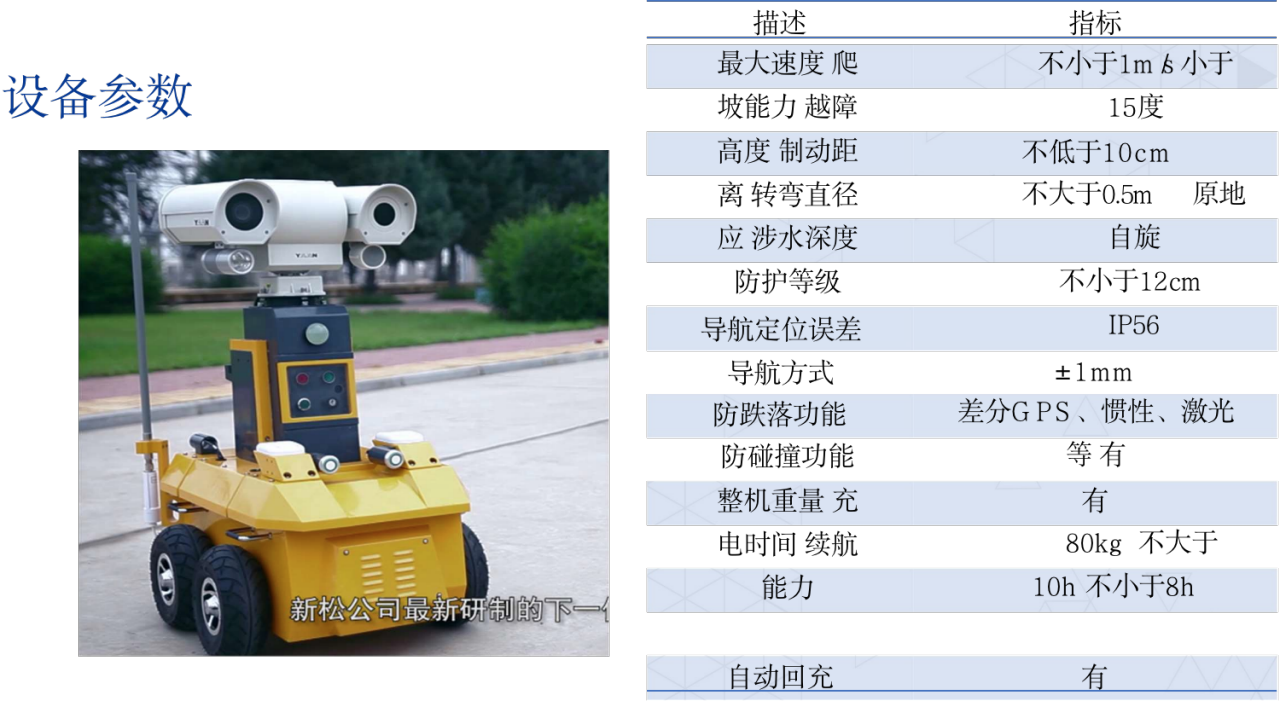 设备参数
描述 指标
最大速度 爬 不小于1m/s 小于
坡能力 越障 15度
高度 制动距 不低于10cm
离 转弯直径 不大于0.5m 原地
应 涉水深度 自旋
防护等级 不小于12cm
导航定位误差 IP56
导航方式 ±1mm
防跌落功能 差分GPS、惯性、激光
防碰撞功能 等 有
整机重量 充 有
电时间 续航 80kg 不大于
能力 10h 不小于8h
自动回充 有
YAAN
YAAN
新松公司最新研制的下一